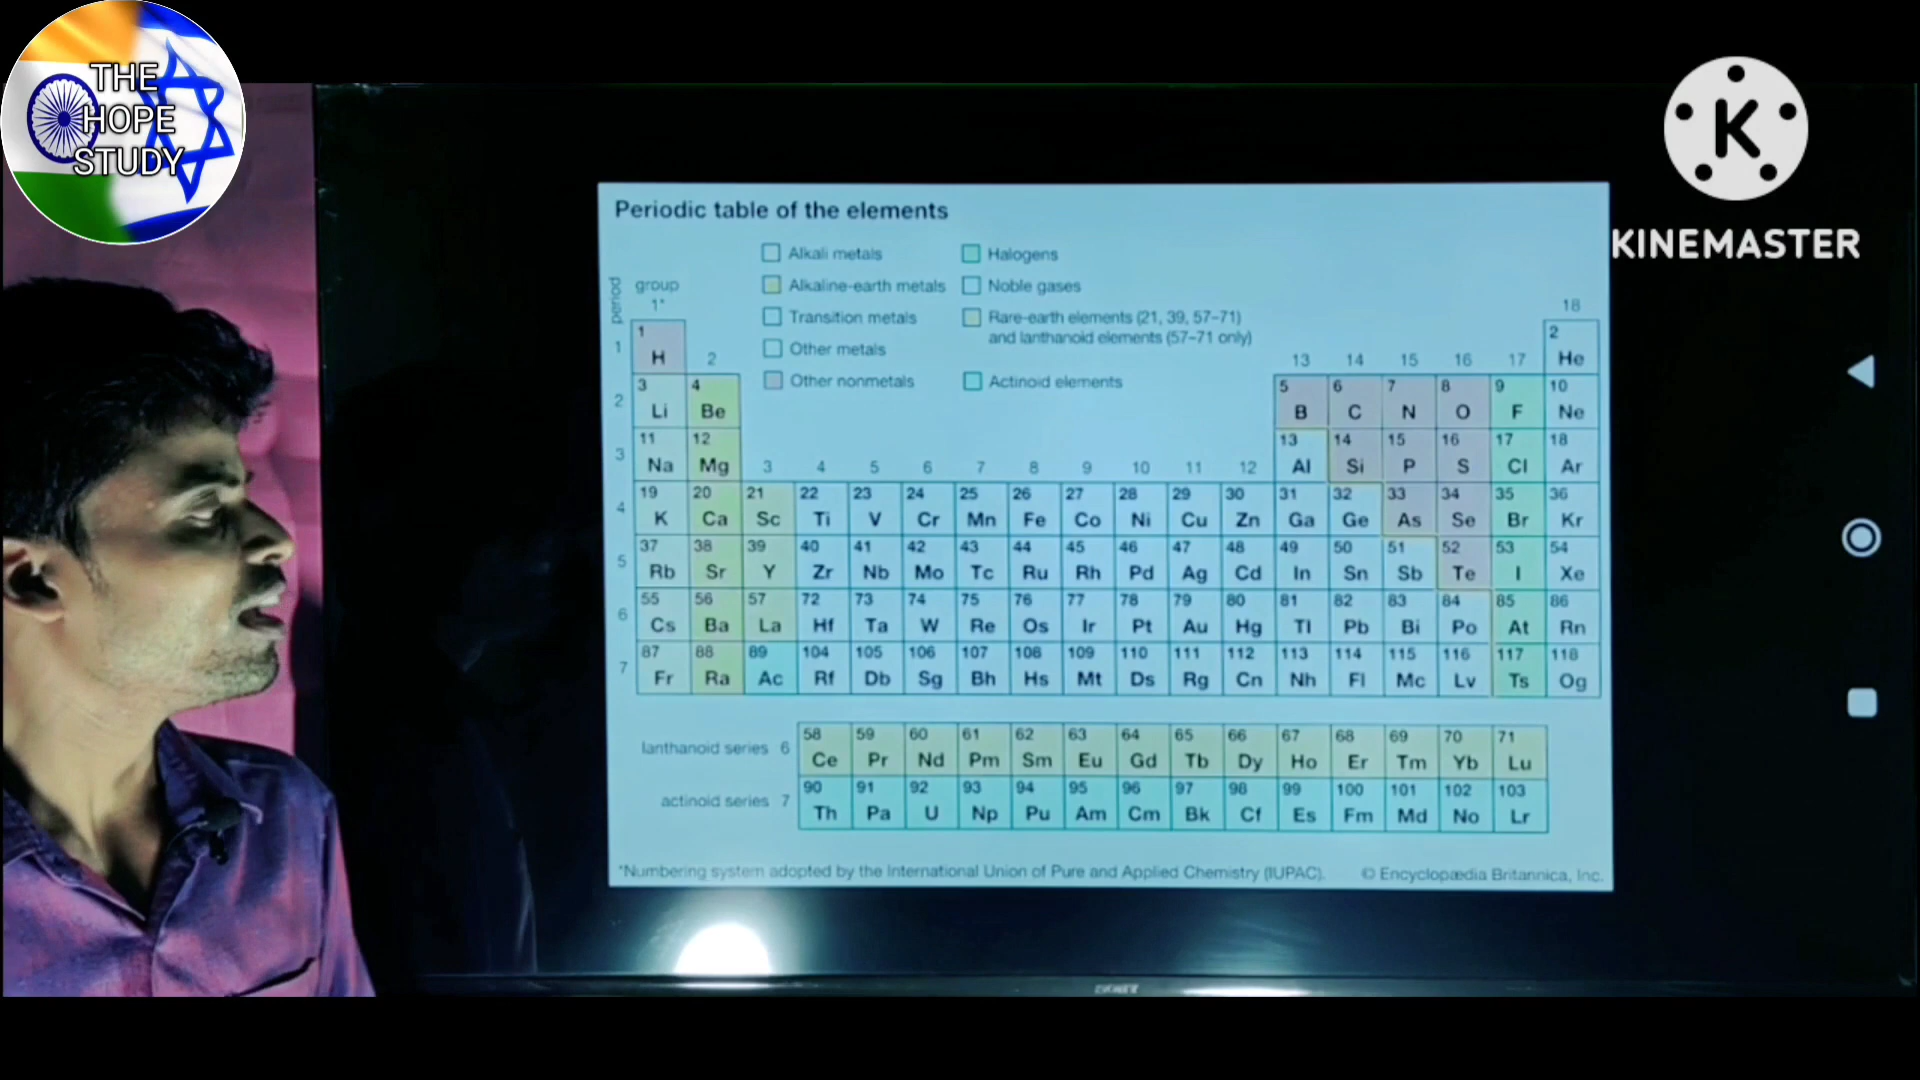 THE
HOPE
STUDY
K
KINEMASTER
Periodic table of the elements
Alkali metals
Halogens
Alkaline-earth metals
Noble gases
Transition metals
Rare-earth elements (21, 39, 57–71)
and lanthanoid elements (57–71 only)
Other metals
Other nonmetals
Actinoid elements
period
group
1* 18
1 2
1 H 2 13 14 15 16 17 He
3 4 5 6 7 8 9 10
2 Li Be B C N O F Ne
11 12 13 14 15 16 17 18
3 Na Mg 3 4 5 6 7 8 9 10 11 12 Al Si P S Cl Ar
19 20 21 22 23 24 25 26 27 28 29 30 31 32 33 34 35 36
4 K Ca Sc Ti V Cr Mn Fe Co Ni Cu Zn Ga Ge As Se Br Kr
37 38 39 40 41 42 43 44 45 46 47 48 49 50 51 52 53 54
5 Rb Sr Y Zr Nb Mo Tc Ru Rh Pd Ag Cd In Sn Sb Te I Xe
55 56 57 72 73 74 75 76 77 78 79 80 81 82 83 84 85 86
6 Cs Ba La Hf Ta W Re Os Ir Pt Au Hg Tl Pb Bi Po At Rn
87 88 89 104 105 106 107 108 109 110 111 112 113 114 115 116 117 118
7 Fr Ra Ac Rf Db Sg Bh Hs Mt Ds Rg Cn Nh Fl Mc Lv Ts Og
58 59 60 61 62 63 64 65 66 67 68 69 70 71
lanthanoid series 6 Ce Pr Nd Pm Sm Eu Gd Tb Dy Ho Er Tm Yb Lu
90 91 92 93 94 95 96 97 98 99 100 101 102 103
actinoid series 7 Th Pa U Np Pu Am Cm Bk Cf Es Fm Md No Lr
*Numbering system adopted by the International Union of Pure and Applied Chemistry (IUPAC).
© Encyclopædia Britannica, Inc.